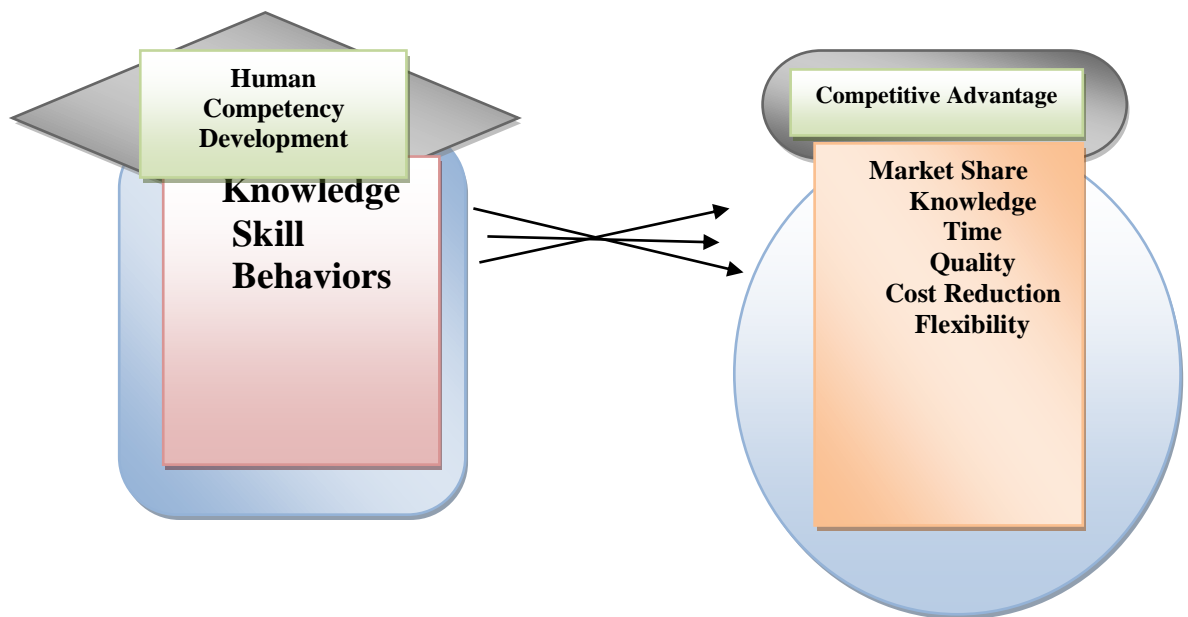 Human
Competency
Development
Knowledge
Skill
Behaviors
Competitive Advantage
Market Share
Knowledge
Time
Quality
Cost Reduction
Flexibility